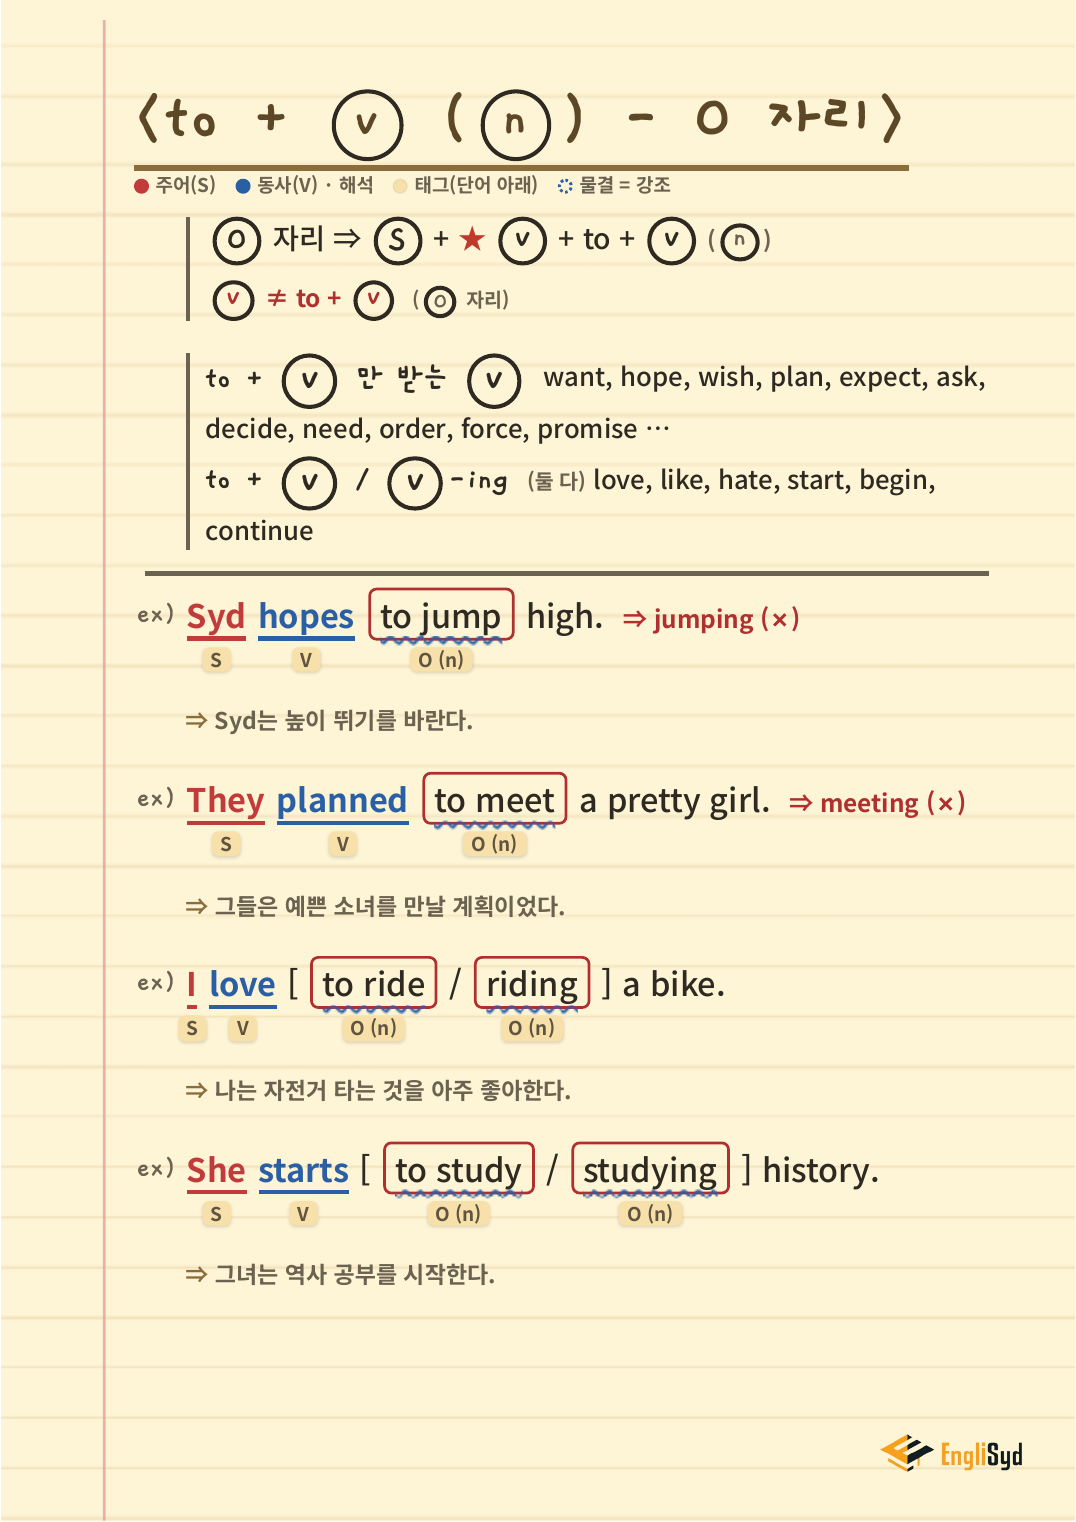 <to + ⓥ (ⓝ) - O 자리>
주어(S) 동사(V) · 해석 태그(단어 아래) 물결 = 강조
Ⓞ 자리 ⇒ Ⓢ + ★ ⓥ + to + ⓥ (ⓝ)
ⓥ ≠ to + ⓥ (Ⓞ 자리)
to + ⓥ 만 받는 ⓥ want, hope, wish, plan, expect, ask,
decide, need, order, force, promise ⋯
to + ⓥ / ⓥ-ing (둘 다) love, like, hate, start, begin,
continue
ex) Syd hopes to jump high. ⇒ jumping (×)
S V O (n)
⇒ Syd는 높이 뛰기를 바란다.
ex) They planned to meet a pretty girl. ⇒ meeting (×)
S V O (n)
⇒ 그들은 예쁜 소녀를 만날 계획이었다.
ex) I love [ to ride / riding ] a bike.
S V O (n) O (n)
⇒ 나는 자전거 타는 것을 아주 좋아한다.
ex) She starts [ to study / studying ] history.
S V O (n) O (n)
⇒ 그녀는 역사 공부를 시작한다.
EngliSyd